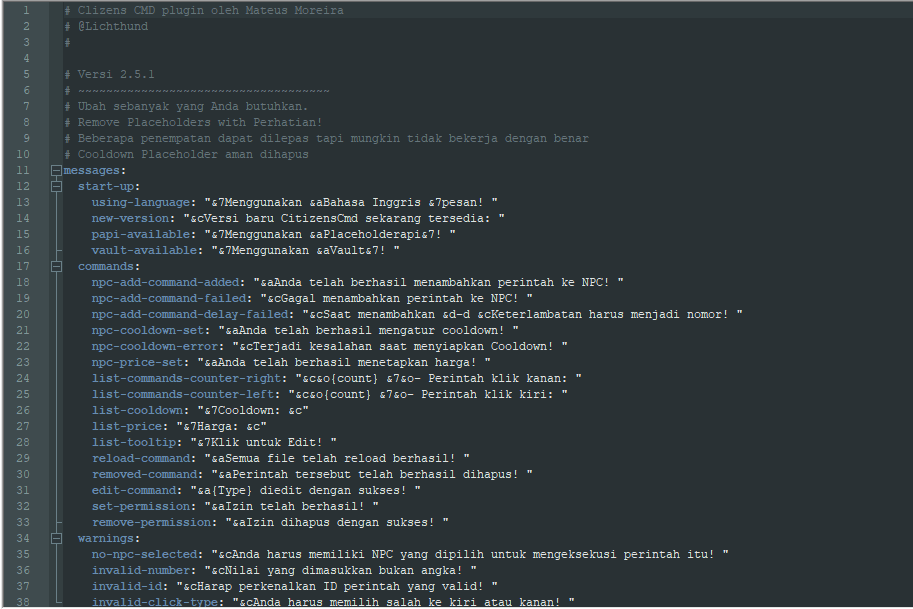 1 # Clizens CMD plugin oleh Mateus Moreira
2 # @Lichthund
3 #
4
5 # Versi 2.5.1
6 # ~~~~~~~~~~~~~~~~~~~~~~~~~~~~~~~~~~~~
7 # Ubah sebanyak yang Anda butuhkan.
8 # Remove Placeholders with Perhatian!
9 # Beberapa penempatan dapat dilepas tapi mungkin tidak bekerja dengan benar
10 # Cooldown Placeholder aman dihapus
11 messages:
12 start-up:
13 using-language: "&7Menggunakan &aBahasa Inggris &7pesan! "
14 new-version: "&cVersi baru CitizensCmd sekarang tersedia: "
15 papi-available: "&7Menggunakan &aPlaceholderapi&7! "
16 vault-available: "&7Menggunakan &aVault&7! "
17 commands:
18 npc-add-command-added: "&aAnda telah berhasil menambahkan perintah ke NPC! "
19 npc-add-command-failed: "&cGagal menambahkan perintah ke NPC! "
20 npc-add-command-delay-failed: "&cSaat menambahkan &d-d &cKeterlambatan harus menjadi nomor! "
21 npc-cooldown-set: "&aAnda telah berhasil mengatur cooldown! "
22 npc-cooldown-error: "&cTerjadi kesalahan saat menyiapkan Cooldown! "
23 npc-price-set: "&aAnda telah berhasil menetapkan harga! "
24 list-commands-counter-right: "&c&o{count} &7&o- Perintah klik kanan: "
25 list-commands-counter-left: "&c&o{count} &7&o- Perintah klik kiri: "
26 list-cooldown: "&7Cooldown: &c"
27 list-price: "&7Harga: &c"
28 list-tooltip: "&7Klik untuk Edit! "
29 reload-command: "&aSemua file telah reload berhasil! "
30 removed-command: "&aPerintah tersebut telah berhasil dihapus! "
31 edit-command: "&a{Type} diedit dengan sukses! "
32 set-permission: "&aIzin telah berhasil! "
33 remove-permission: "&aIzin dihapus dengan sukses! "
34 warnings:
35 no-npc-selected: "&cAnda harus memiliki NPC yang dipilih untuk mengeksekusi perintah itu! "
36 invalid-number: "&cNilai yang dimasukkan bukan angka! "
37 invalid-id: "&cHarap perkenalkan ID perintah yang valid! "
38 invalid-click-type: "&cAnda harus memilih salah ke kiri atau kanan! "